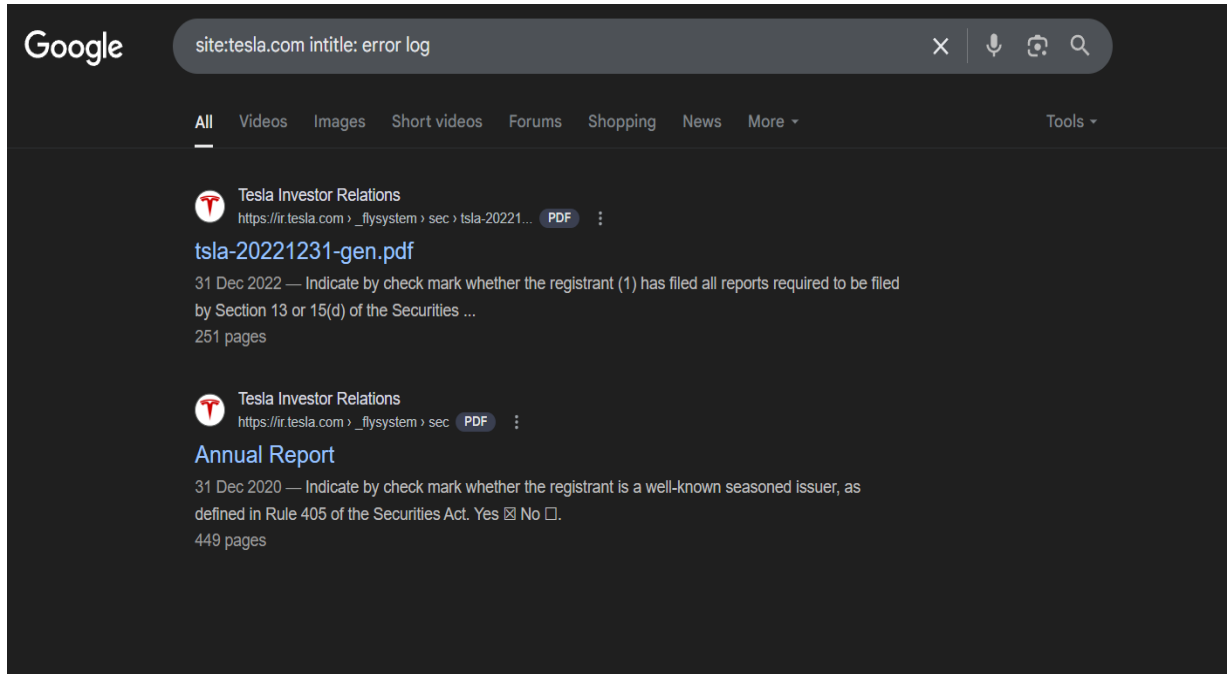 Google
site:tesla.com intitle: error log
All Videos Images Short videos Forums Shopping News More Tools
Tesla Investor Relations
https://ir.tesla.com › _flysystem › sec › tsla-20221... PDF
tsla-20221231-gen.pdf
31 Dec 2022 — Indicate by check mark whether the registrant (1) has filed all reports required to be filed
by Section 13 or 15(d) of the Securities ...
251 pages
Tesla Investor Relations
https://ir.tesla.com › _flysystem › sec PDF
Annual Report
31 Dec 2020 — Indicate by check mark whether the registrant is a well-known seasoned issuer, as
defined in Rule 405 of the Securities Act. Yes ☒ No ☐.
449 pages